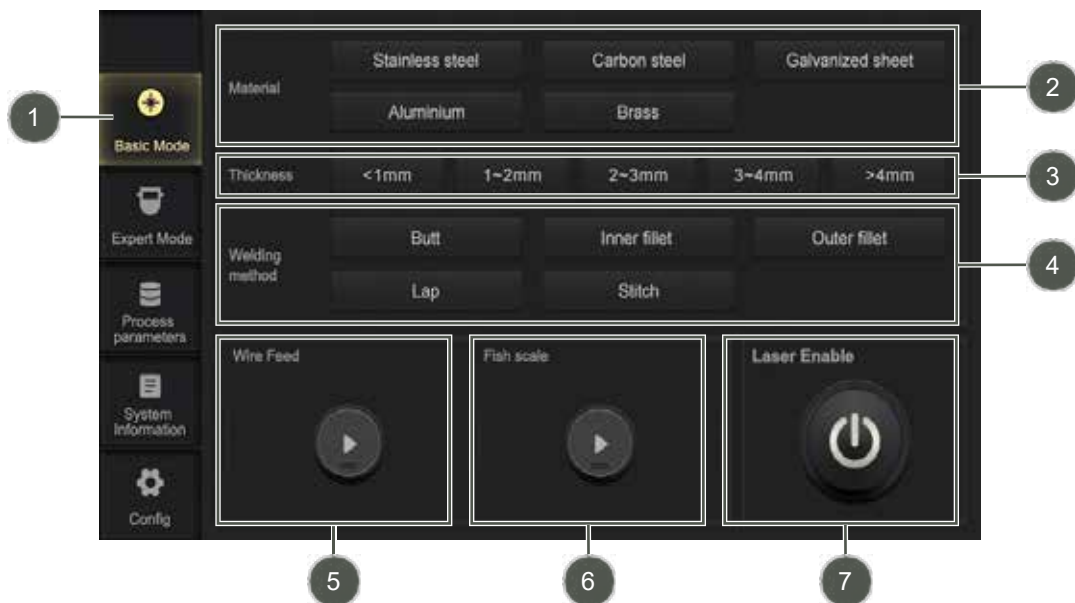 Stainless steel Carbon steel Galvanized sheet
Material
Aluminium Brass
1
2
Basic Mode
Thickness <1mm 1~2mm 2~3mm 3~4mm >4mm
3
Expert Mode
Butt Inner fillet Outer fillet
Welding
method
4
Lap Stitch
Process
parameters
Wire Feed Fish scale Laser Enable
System
Information
Config
5 6 7